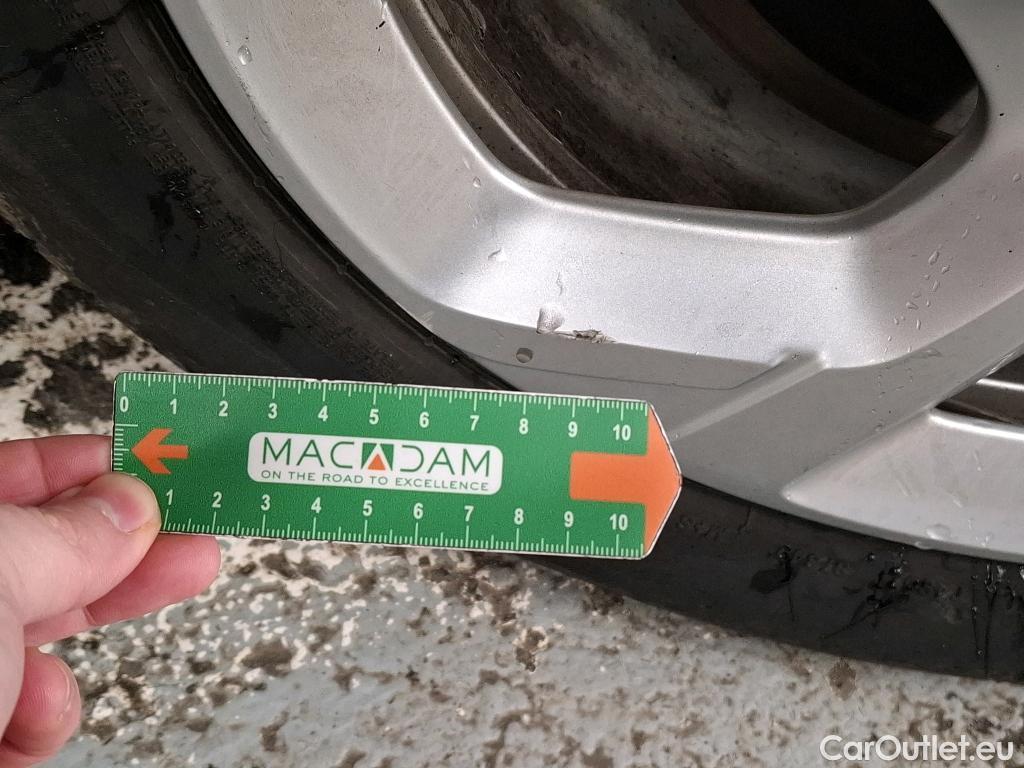 0 1 2 3 4 5 6 7 8 9 10
MACADAM
ON THE ROAD TO EXCELLENCE
1 2 3 4 5 6 7 8 9 10
CarOutlet.eu